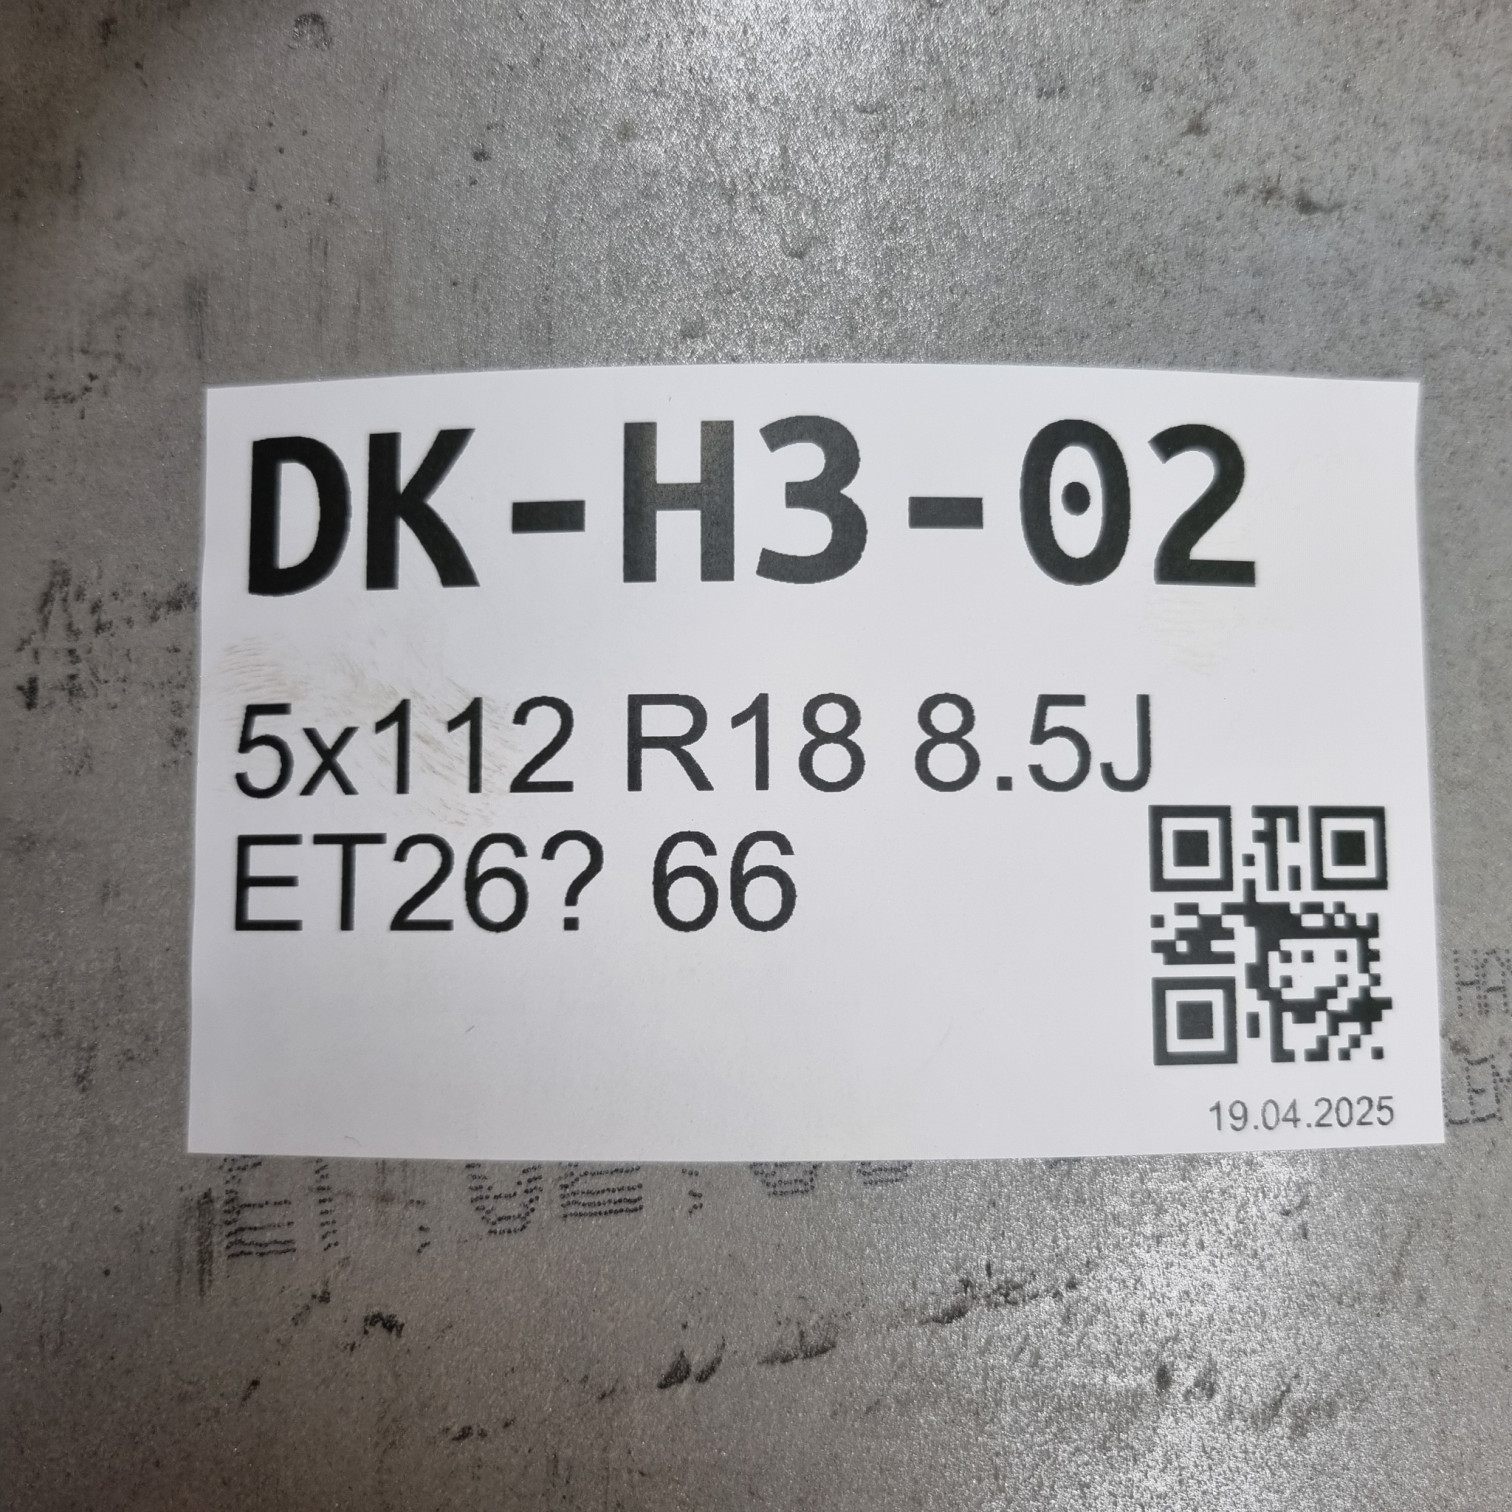 DK-H3-02
5x112 R18 8.5J
ET26? 66
19.04.2025